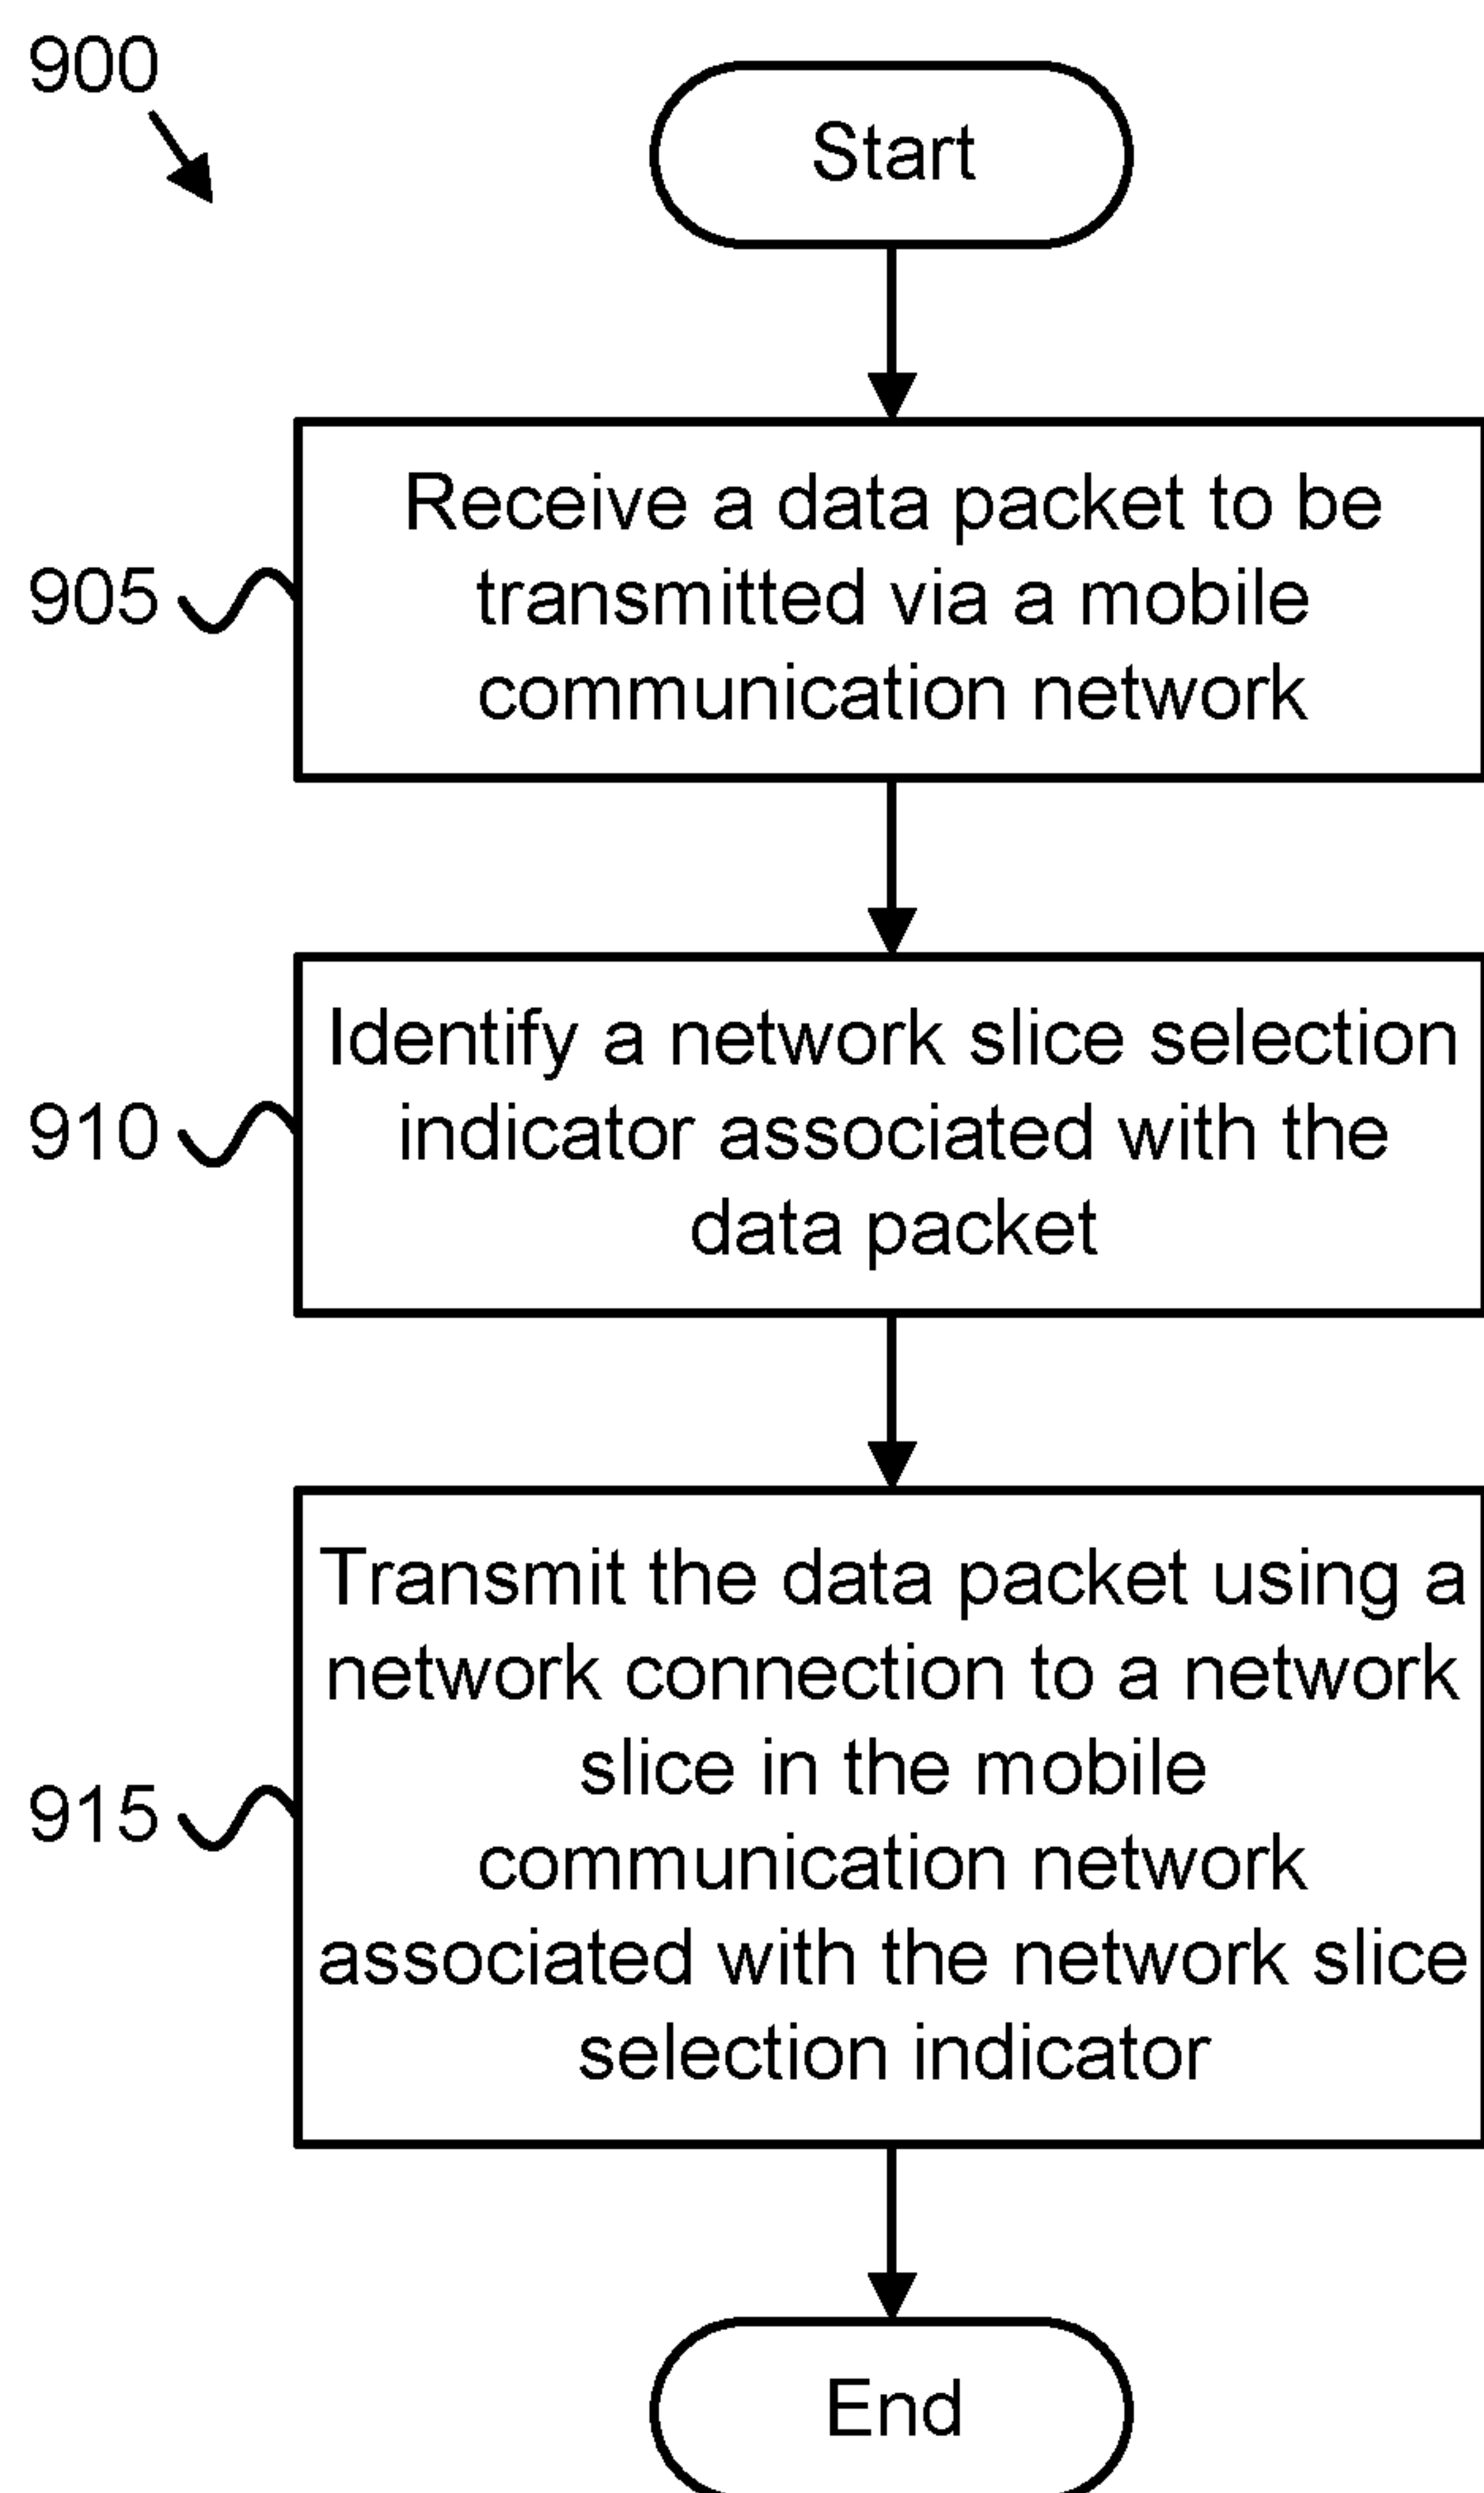 900
Start
905
Receive a data packet to be
transmitted via a mobile
communication network
910
Identify a network slice selection
indicator associated with the
data packet
915
Transmit the data packet using a
network connection to a network
slice in the mobile
communication network
associated with the network slice
selection indicator
End